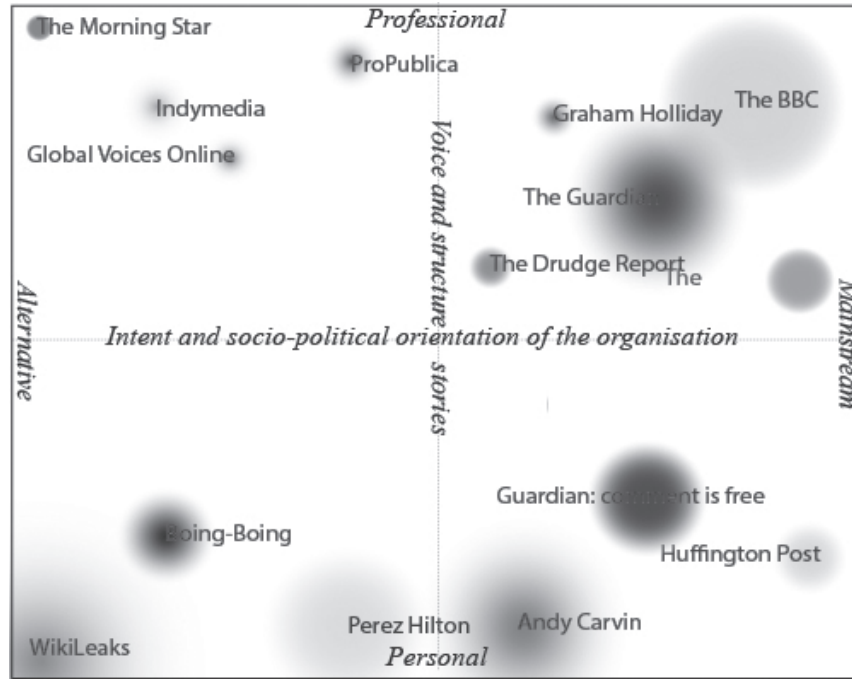 Professional
The Morning Star
ProPublica
Indymedia
Graham Holliday
The BBC
Global Voices Online
Voice and structure
The Guardian
The Drudge Report
The
Alternative
Intent and socio-political orientation of the organisation
Mainstream
stories
Guardian: comment is free
Boing-Boing
Huffington Post
Perez Hilton
Andy Carvin
WikiLeaks
Personal